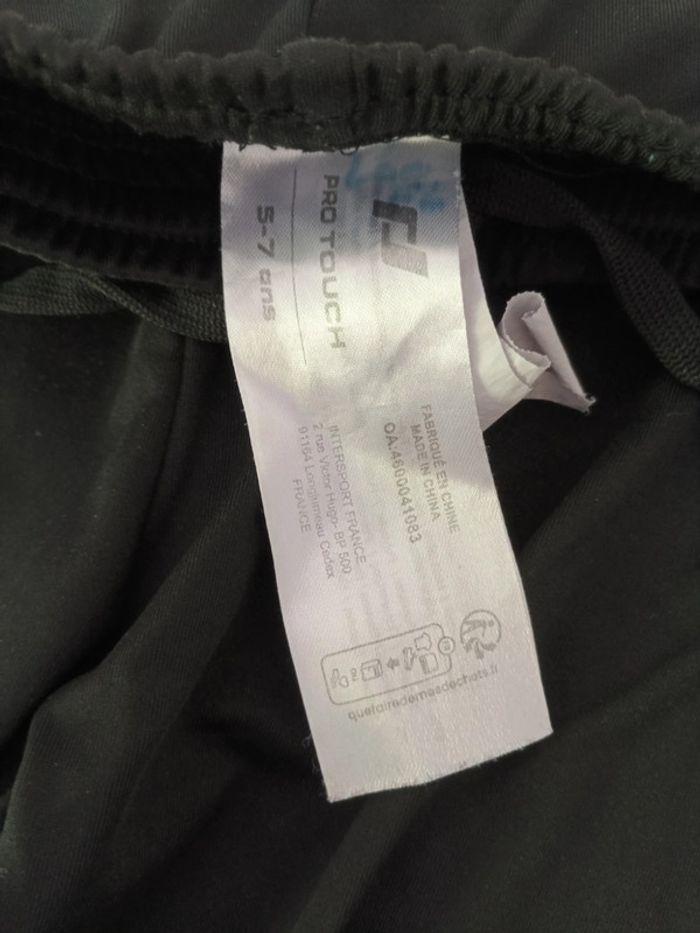 PRO TOUCH
5-7 ans
FABRIQUÉ EN CHINE
MADE IN CHINA
OA:4600041083
INTERSPORT FRANCE
2 rue Victor Hugo- BP 500
91164 Longjumeau Cedex
FRANCE
quefairedemesdechets.fr